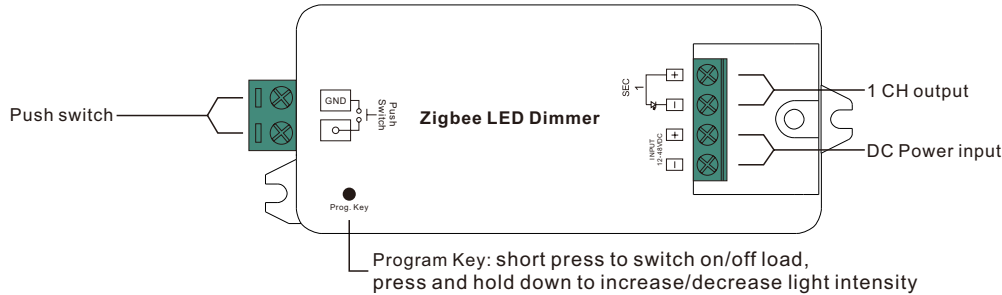 Push switch
GND
Push
Switch
Zigbee LED Dimmer
SEC
1
+
−
+
−
INPUT
12-48VDC
1 CH output
DC Power input
Prog. Key
Program Key: short press to switch on/off load,
press and hold down to increase/decrease light intensity